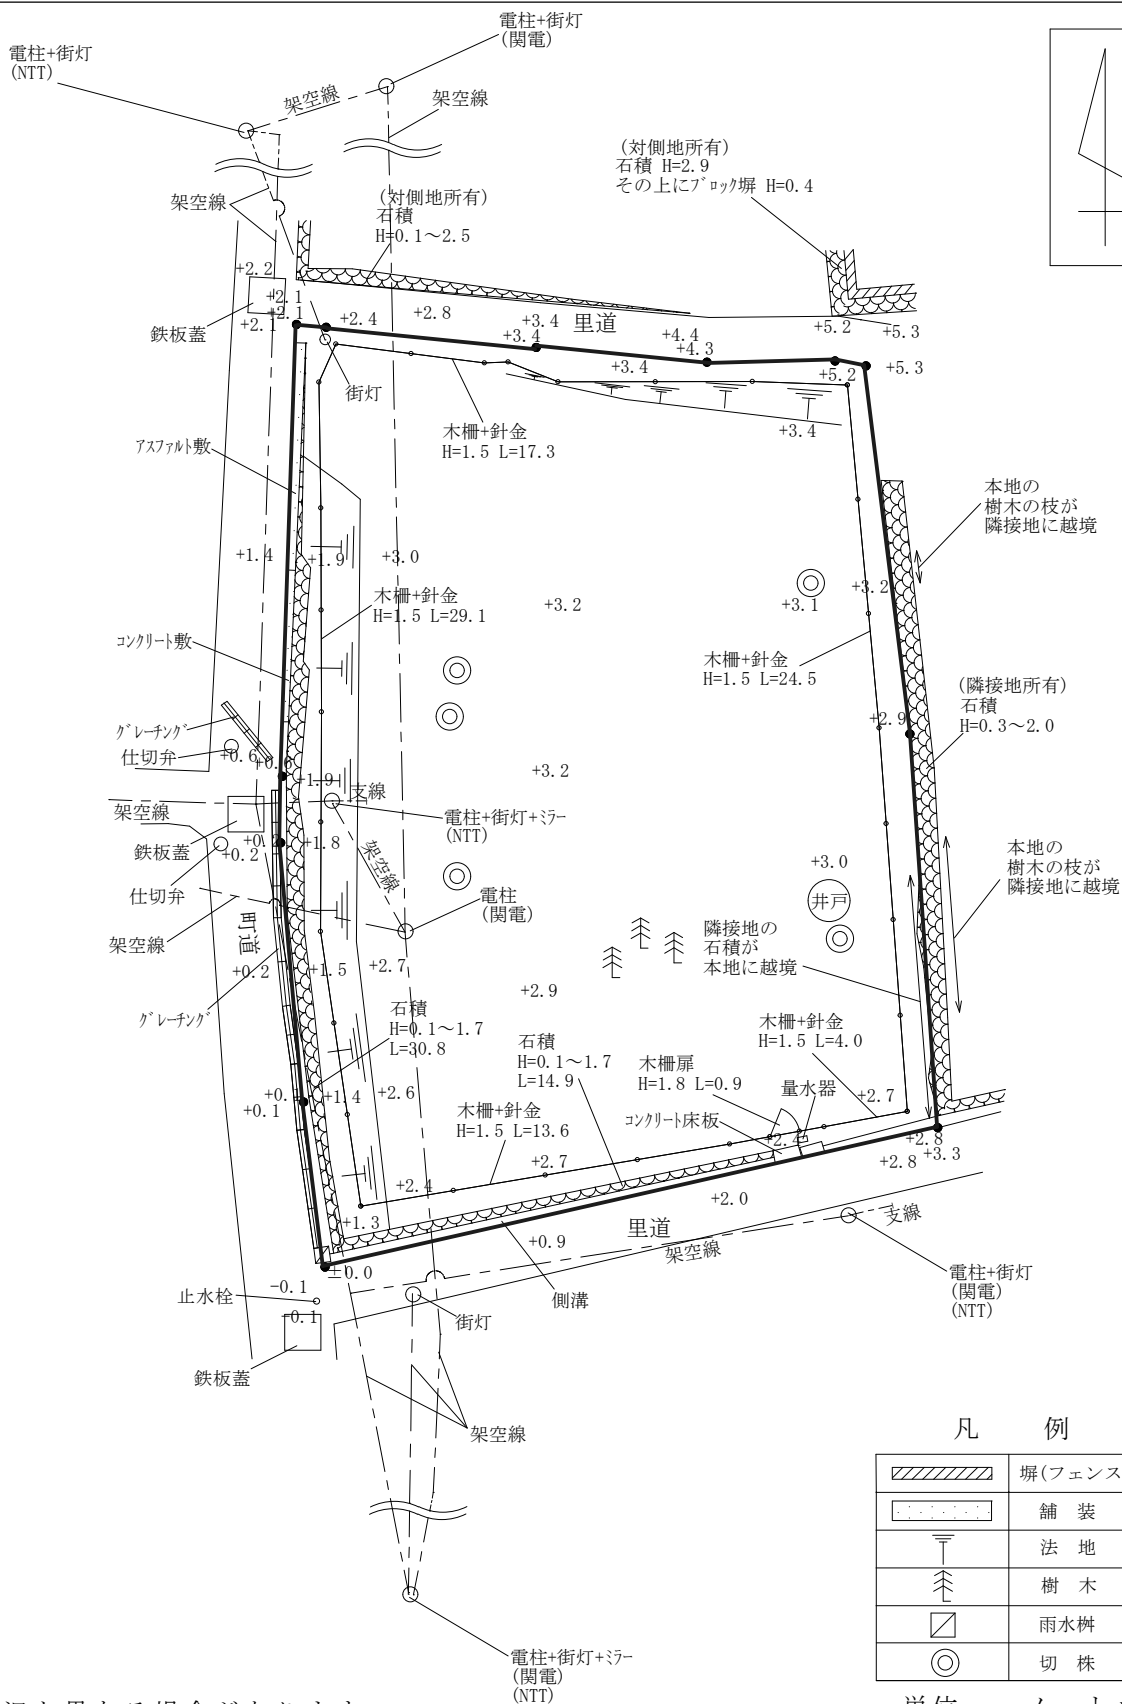 電柱+街灯
(関電)
電柱+街灯
(NTT)
架空線
架空線
(対側地所有)
石積 H=2.9
その上にﾌﾞﾛｯｸ塀 H=0.4
架空線
(対側地所有)
石積
H=0.1〜2.5
+2.2
+2.1
+2.1
+2.1
鉄板蓋
+2.4
+2.8
+3.4
+3.4
里道
+4.4
+4.3
+5.2
+5.3
+3.4
+5.2
+5.3
街灯
木柵+針金
H=1.5 L=17.3
+3.4
ｱｽﾌｧﾙﾄ敷
本地の
樹木の枝が
隣接地に越境
+1.4
+1.9
+3.0
+3.2
+3.1
+3.2
木柵+針金
H=1.5 L=29.1
ｺﾝｸﾘｰﾄ敷
木柵+針金
H=1.5 L=24.5
(隣接地所有)
石積
H=0.3〜2.0
+2.9
ｸﾞﾚｰﾁﾝｸﾞ
仕切弁
+0.6
+0.6
+1.9
支線
+3.2
架空線
電柱+街灯+ﾐﾗｰ
(NTT)
鉄板蓋
+0.2
+0.2
+1.8
架空線
本地の
樹木の枝が
隣接地に越境
+3.0
仕切弁
井戸
電柱
(関電)
架空線
町道
隣接地の
石積が
本地に越境
+0.2
+1.5
+2.7
+2.9
ｸﾞﾚｰﾁﾝｸﾞ
石積
H=0.1〜1.7
L=30.8
石積
H=0.1〜1.7
L=14.9
木柵+針金
H=1.5 L=4.0
木柵扉
H=1.8 L=0.9
量水器
+0.1
+0.1
+1.4
+2.6
+2.7
木柵+針金
H=1.5 L=13.6
ｺﾝｸﾘｰﾄ床板
+2.4
+2.8
+3.3
+2.8
+2.7
+2.4
+2.0
+1.3
里道
支線
+0.9
架空線
±0.0
-0.1
止水栓
-0.1
側溝
電柱+街灯
(関電)
(NTT)
街灯
鉄板蓋
架空線
凡 例
塀(フェンス
舗 装
法 地
樹 木
雨水桝
切 株
電柱+街灯+ﾐﾗｰ
(関電)
(NTT)